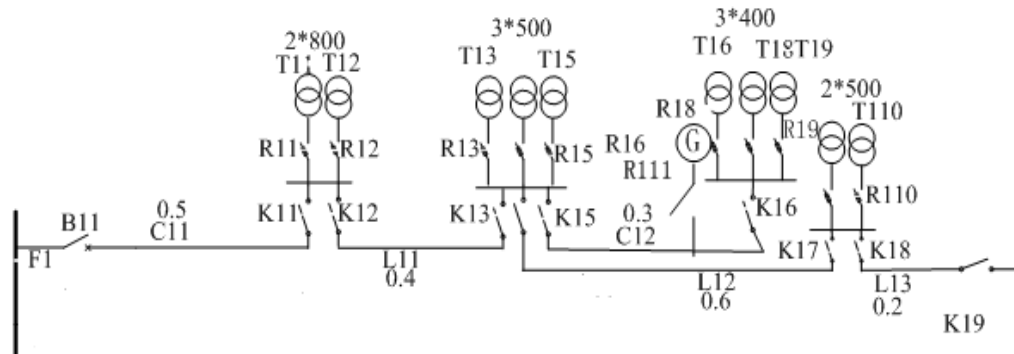 2*800
T11 T12
3*500
T13 T15
3*400
T16 T18T19
2*500
T110
R11 R12
R13 R15
R18
G
R16
R111
R19
R110
B11
F1
0.5
C11
K11 K12
L11
0.4
K13 K15
0.3
C12
K16
L12
0.6
K17 K18
L13
0.2
K19